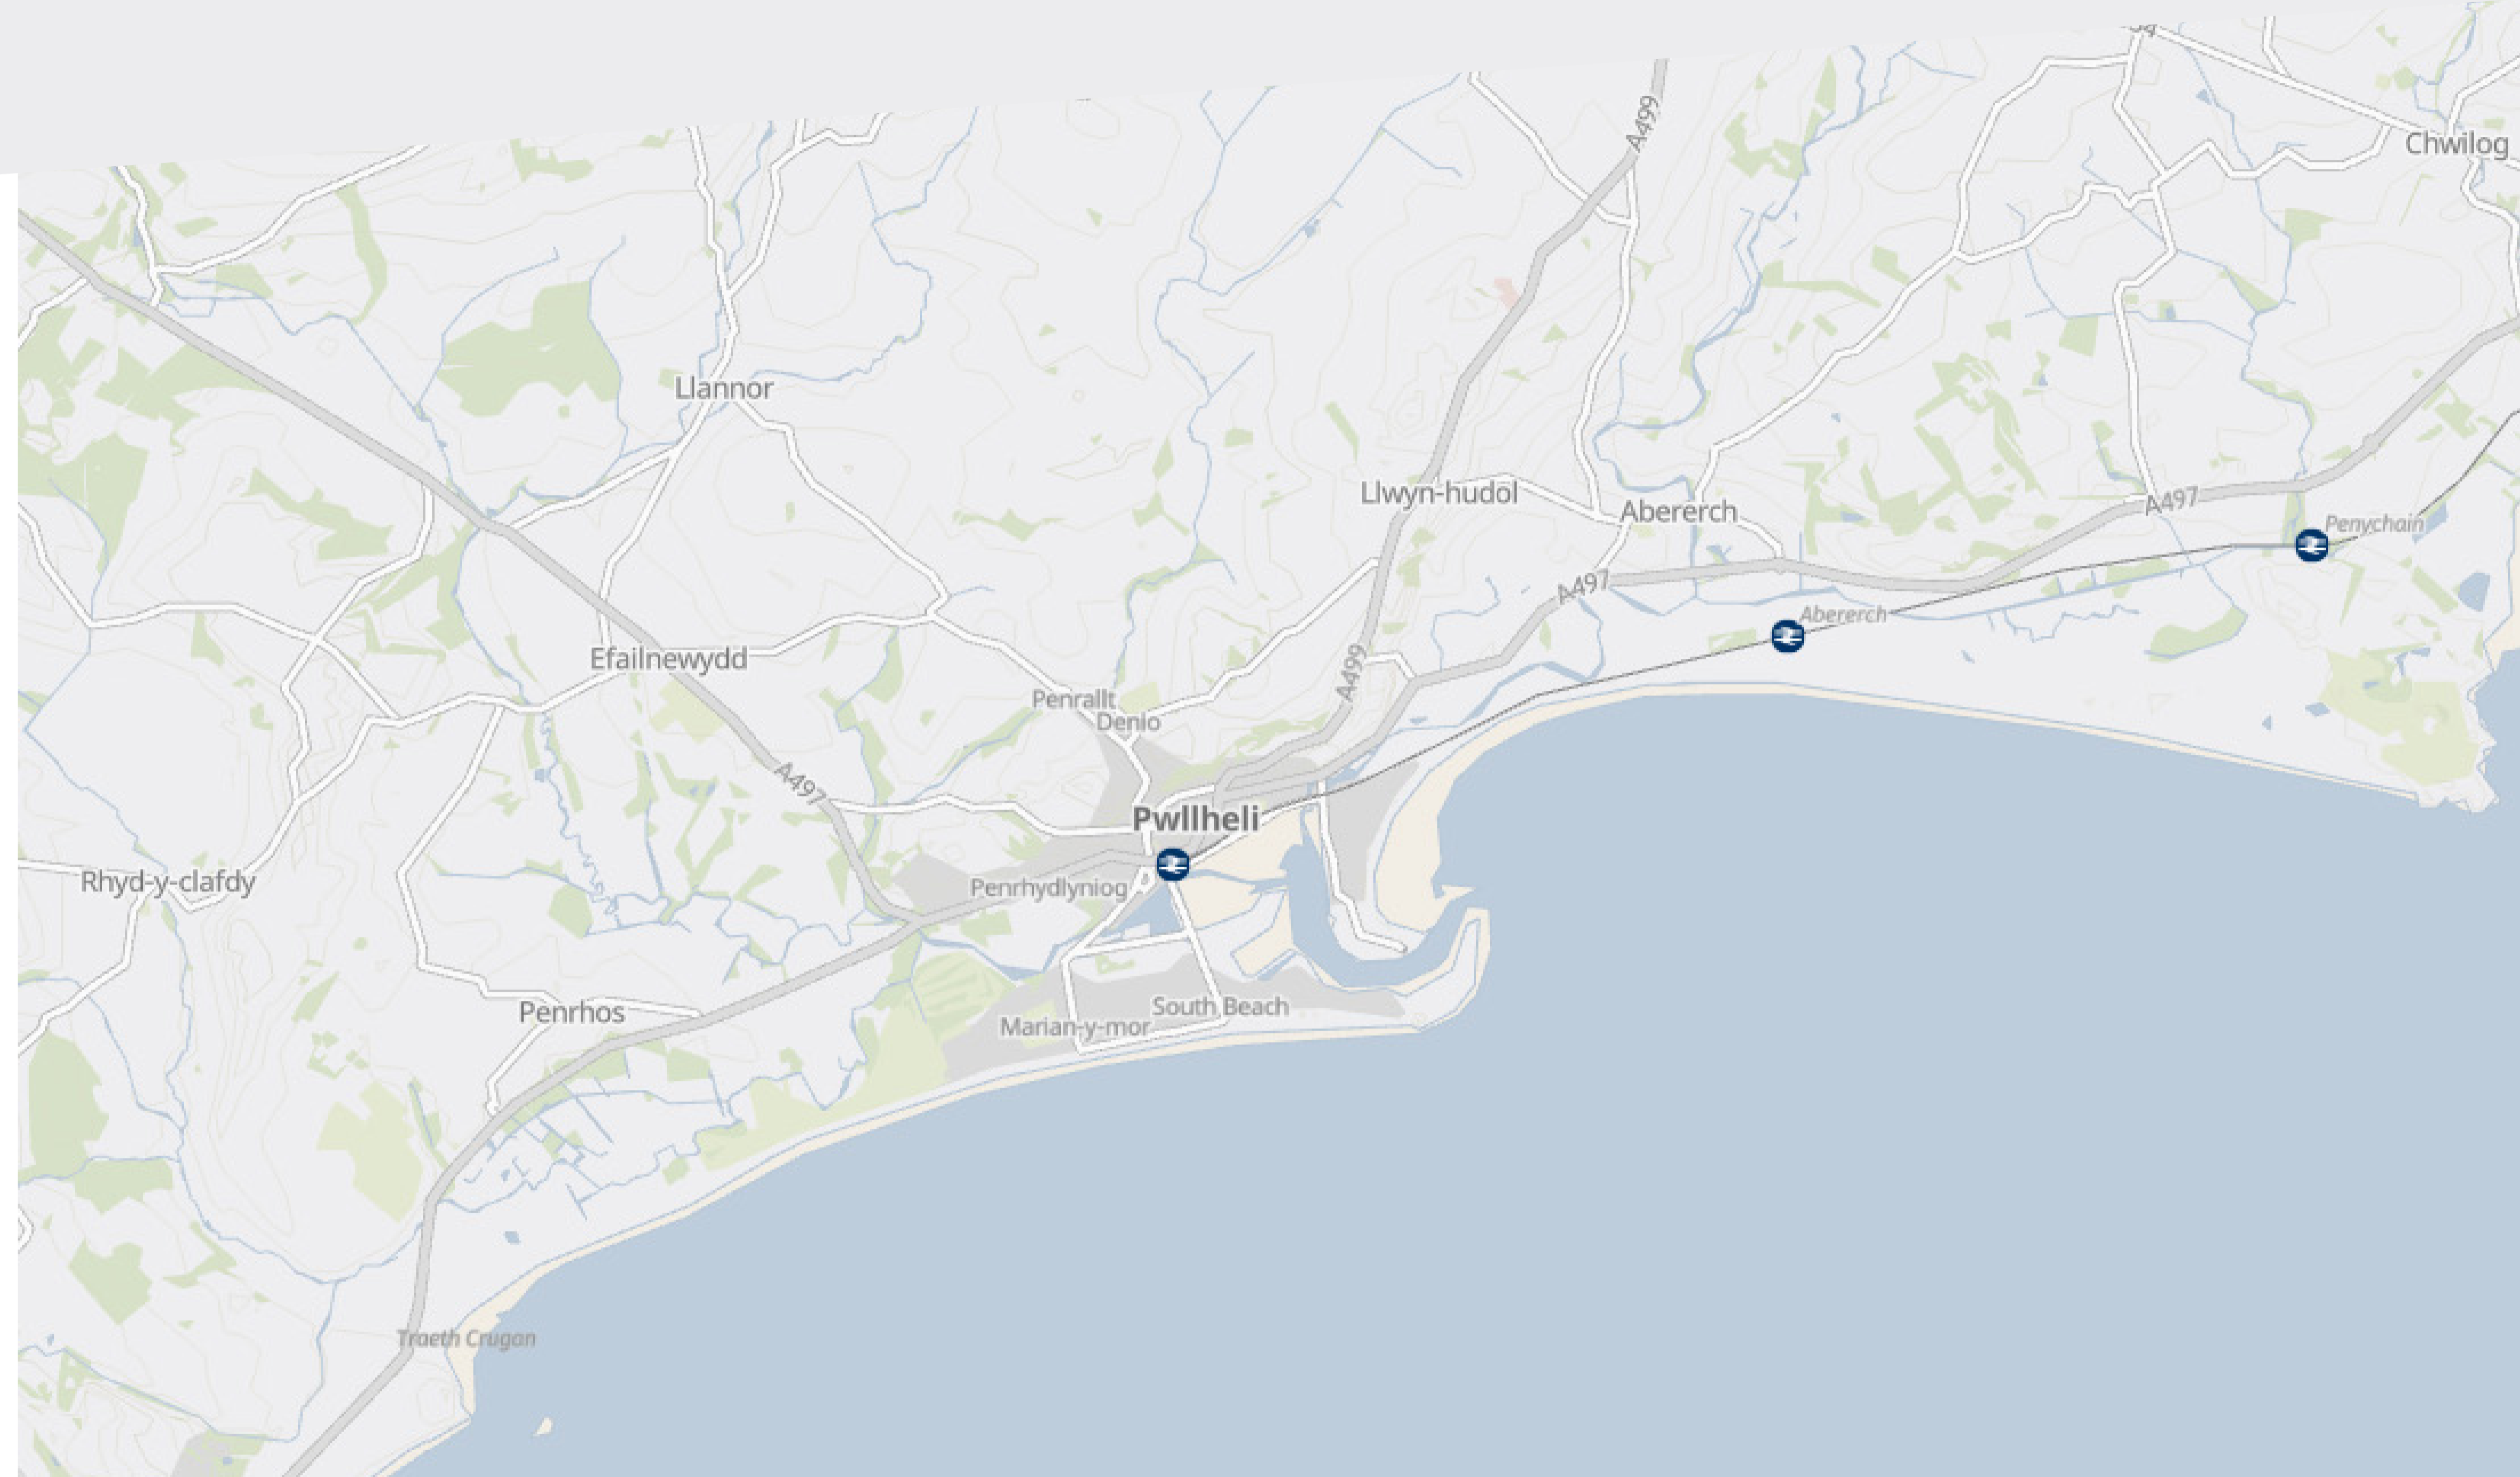 A499
Chwilog
Llannor
Llwyn-hudol
Abererch
A497
Penychain
A497
Abererch
Efailnewydd
A499
Penrallt
Denio
A497
Pwllheli
Rhyd-y-clafdy
Penrhydlyniog
Penrhos
South Beach
Marian-y-mor
Traeth Crugan